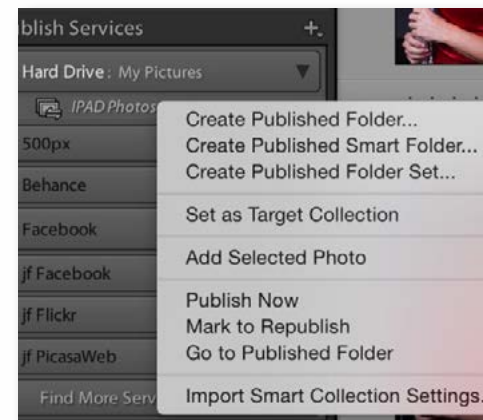 blish Services +
Hard Drive: My Pictures
IPAD Photos
500px
Behance
Facebook
jf Facebook
jf Flickr
jf PicasaWeb
Find More Serv
Create Published Folder...
Create Published Smart Folder...
Create Published Folder Set...
Set as Target Collection
Add Selected Photo
Publish Now
Mark to Republish
Go to Published Folder
Import Smart Collection Settings.